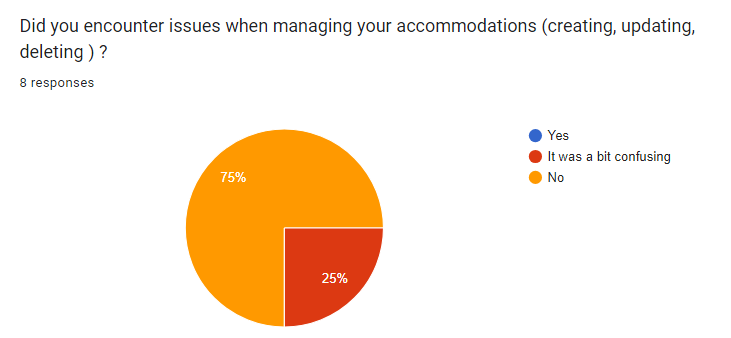 Did you encounter issues when managing your accommodations (creating, updating,
deleting ) ?
8 responses
Yes
It was a bit confusing
No
75%
25%